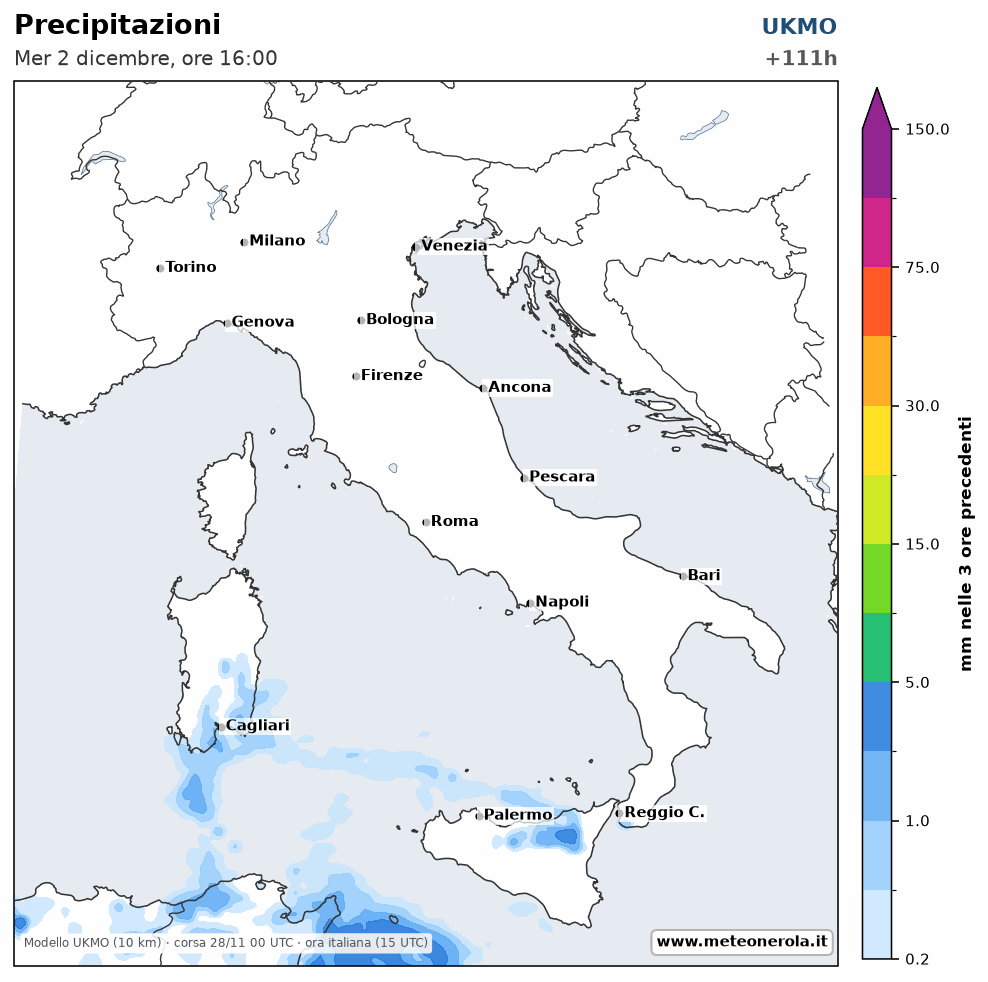 Precipitazioni
UKMO
Mer 2 dicembre, ore 16:00
+111h
150.0
75.0
30.0
15.0
5.0
1.0
0.2
mm nelle 3 ore precedenti
Milano
Venezia
Torino
Genova
Bologna
Firenze
Ancona
Pescara
Roma
Bari
Napoli
Cagliari
Palermo
Reggio C.
Modello UKMO (10 km) · corsa 28/11 00 UTC · ora italiana (15 UTC)
www.meteonerola.it